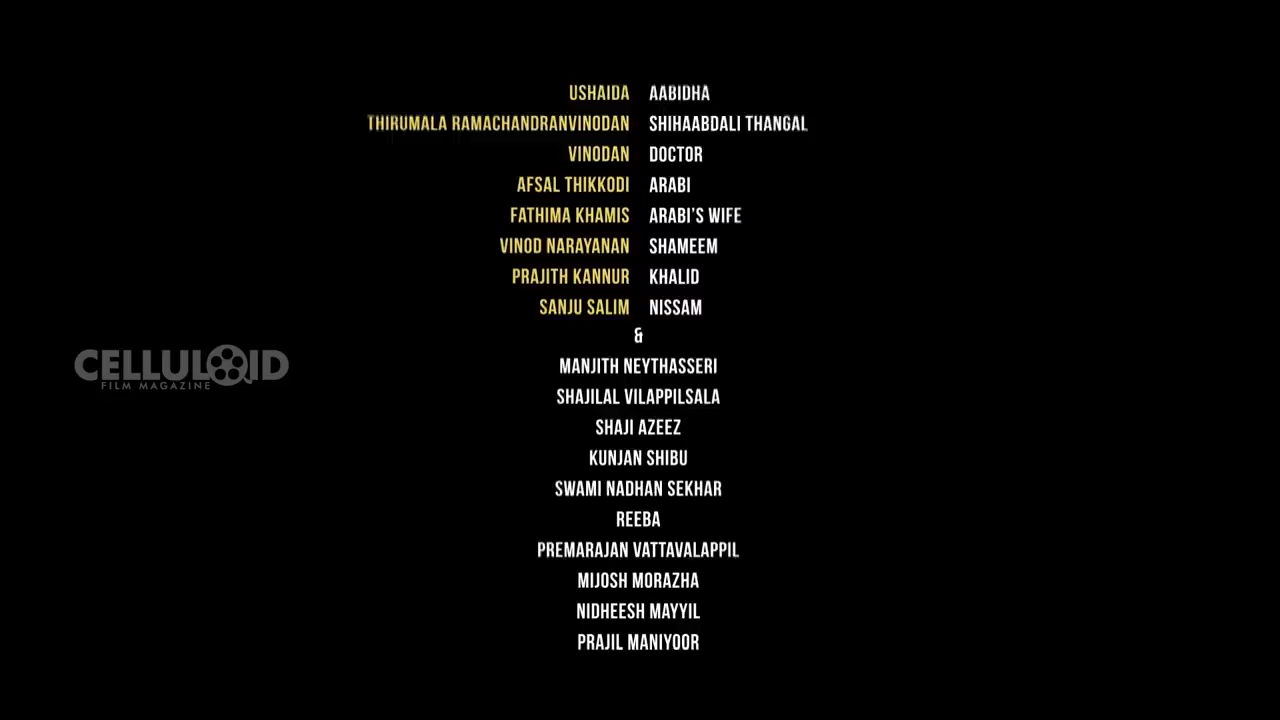 USHAIDA AABIDHA
THIRUMALA RAMACHANDRANVINODAN SHIHAABDALI THANGAL
VINODAN DOCTOR
AFSAL THIKKODI ARABI
FATHIMA KHAMIS ARABI'S WIFE
VINOD NARAYANAN SHAMEEM
PRAJITH KANNUR KHALID
SANJU SALIM NISSAM
&
MANJITH NEYTHASSERI
SHAJILAL VILAPPILSALA
SHAJI AZEEZ
KUNJAN SHIBU
SWAMI NADHAN SEKHAR
REEBA
PREMARAJAN VATTAVALAPPIL
MIJOSH MORAZHA
NIDHEESH MAYYIL
PRAJIL MANIYOOR
CELLULOID
FILM MAGAZINE